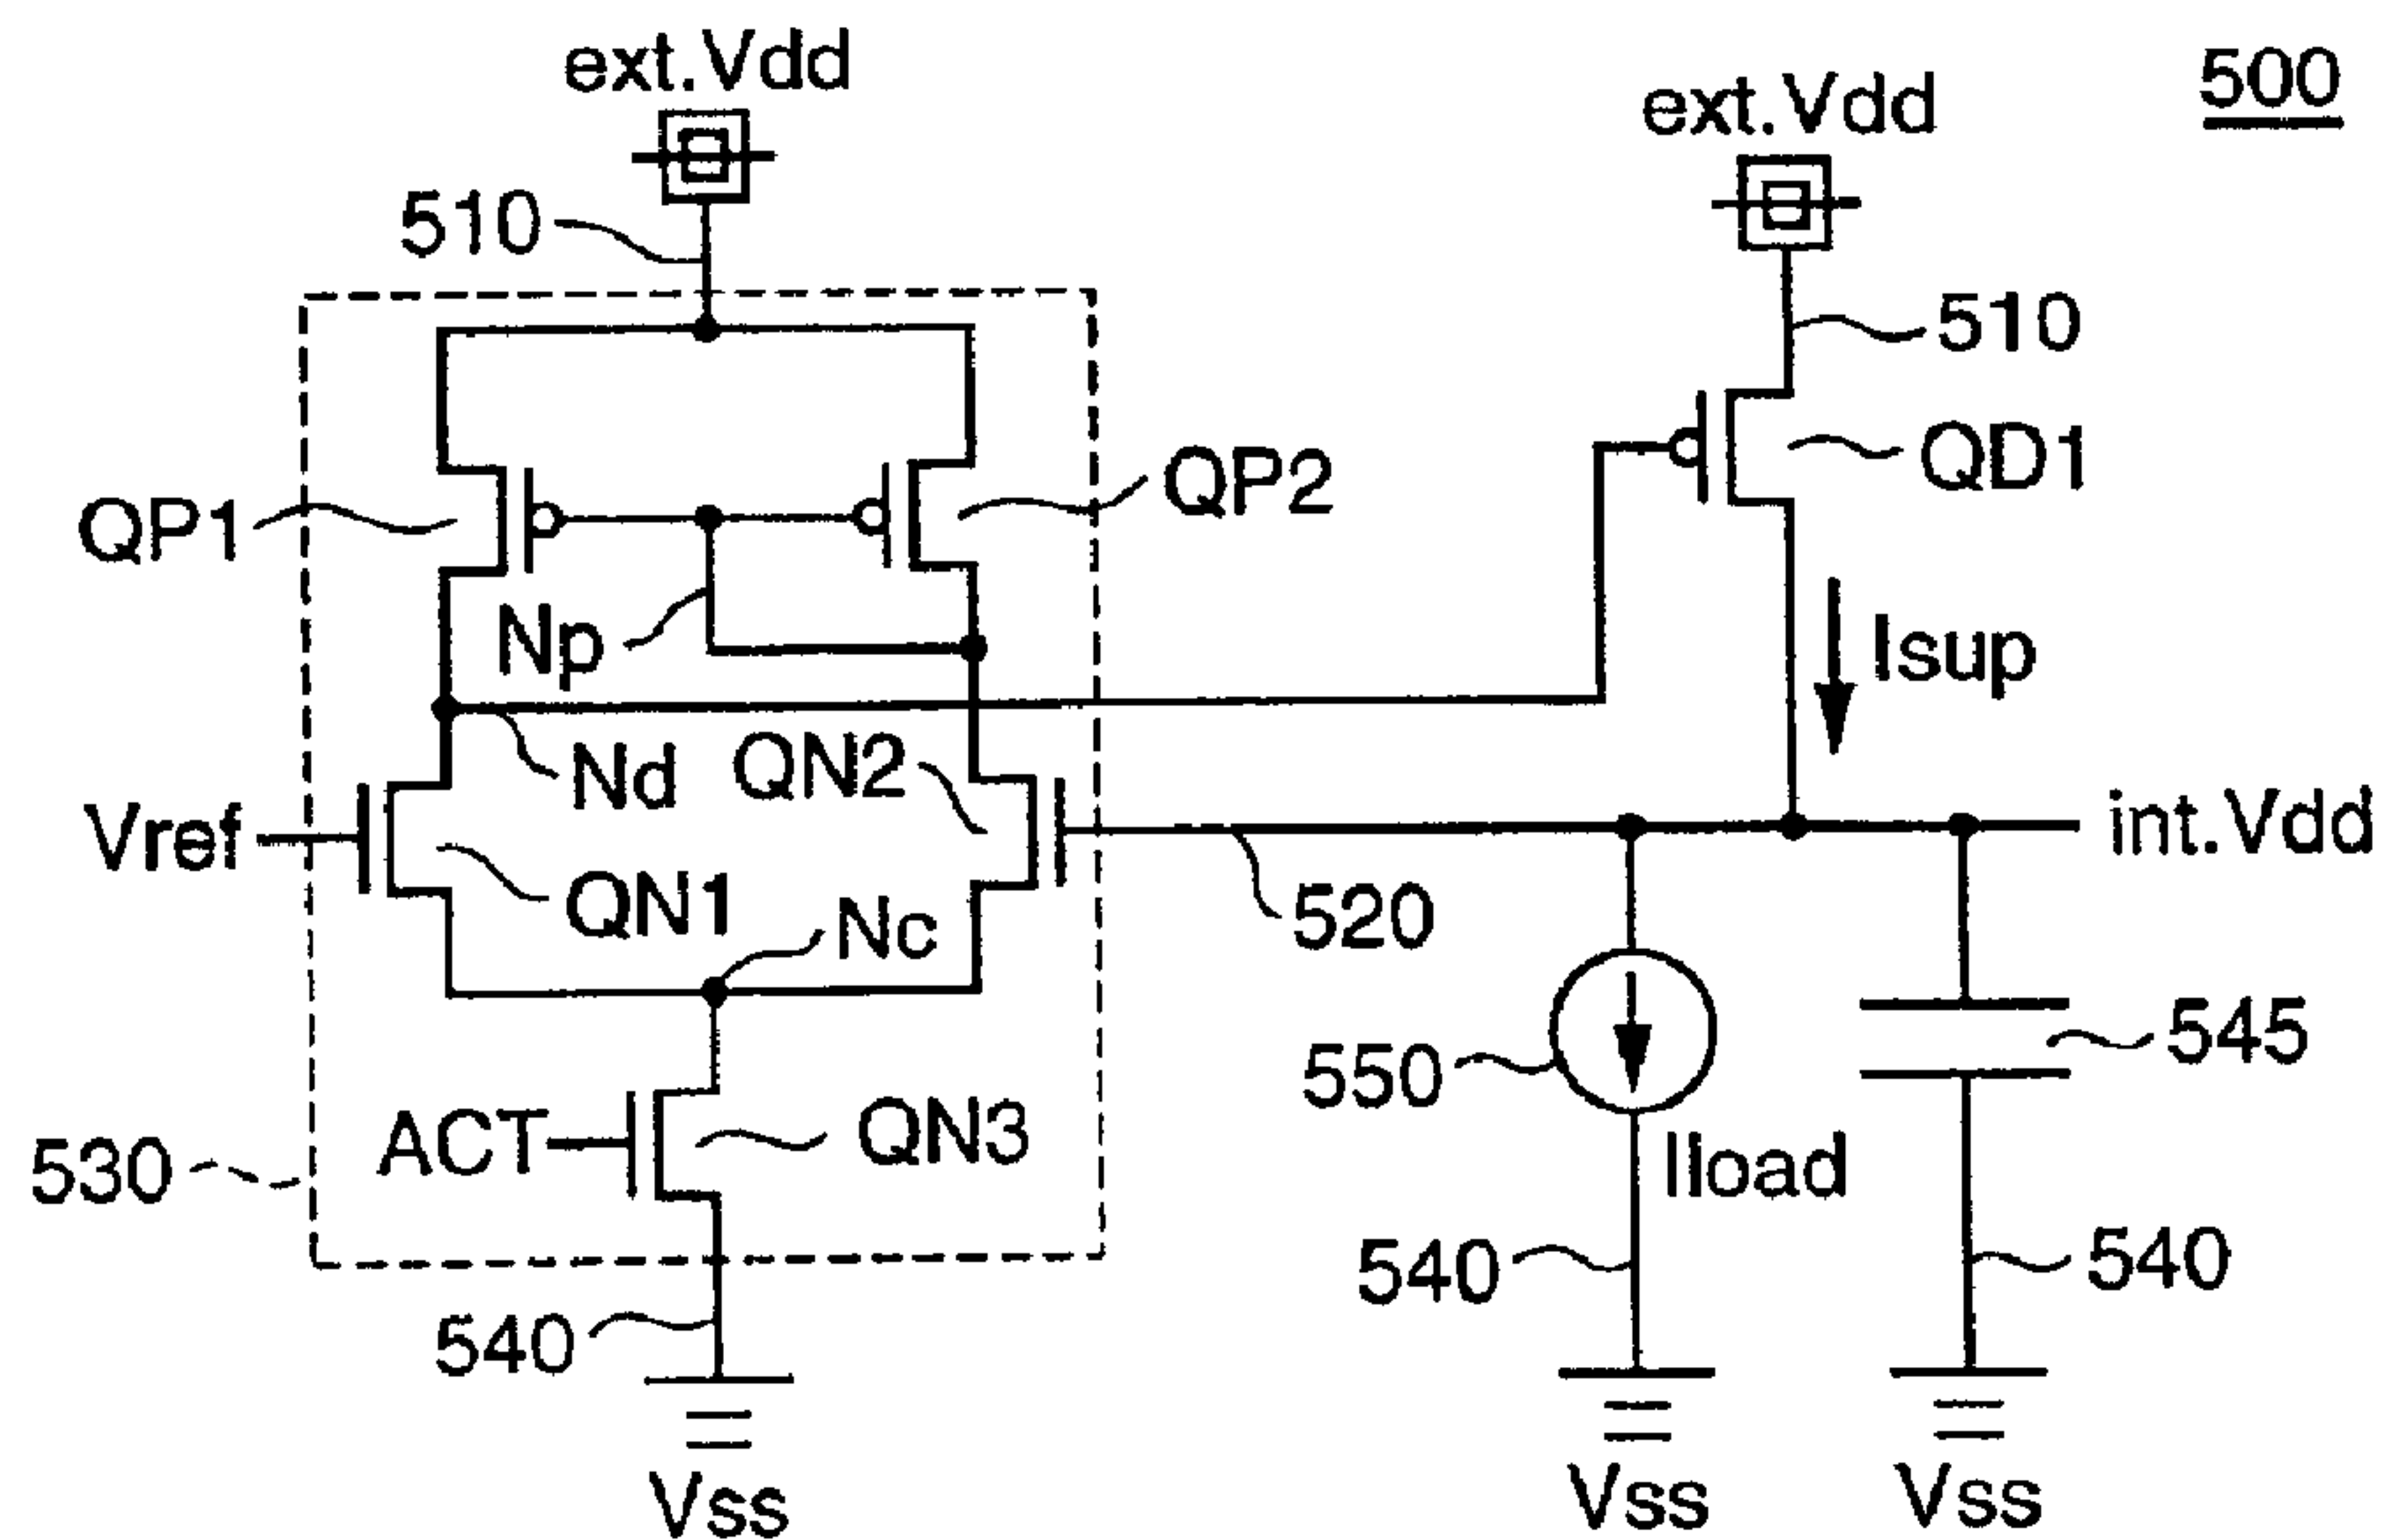 ext.Vdd
ext.Vdd
500
510
510
QP1
QP2
QD1
Np
Isup
Nd
QN2
Vref
int.Vdd
QN1
Nc
520
550
545
ACT
QN3
530
Iload
540
540
540
Vss
Vss
Vss